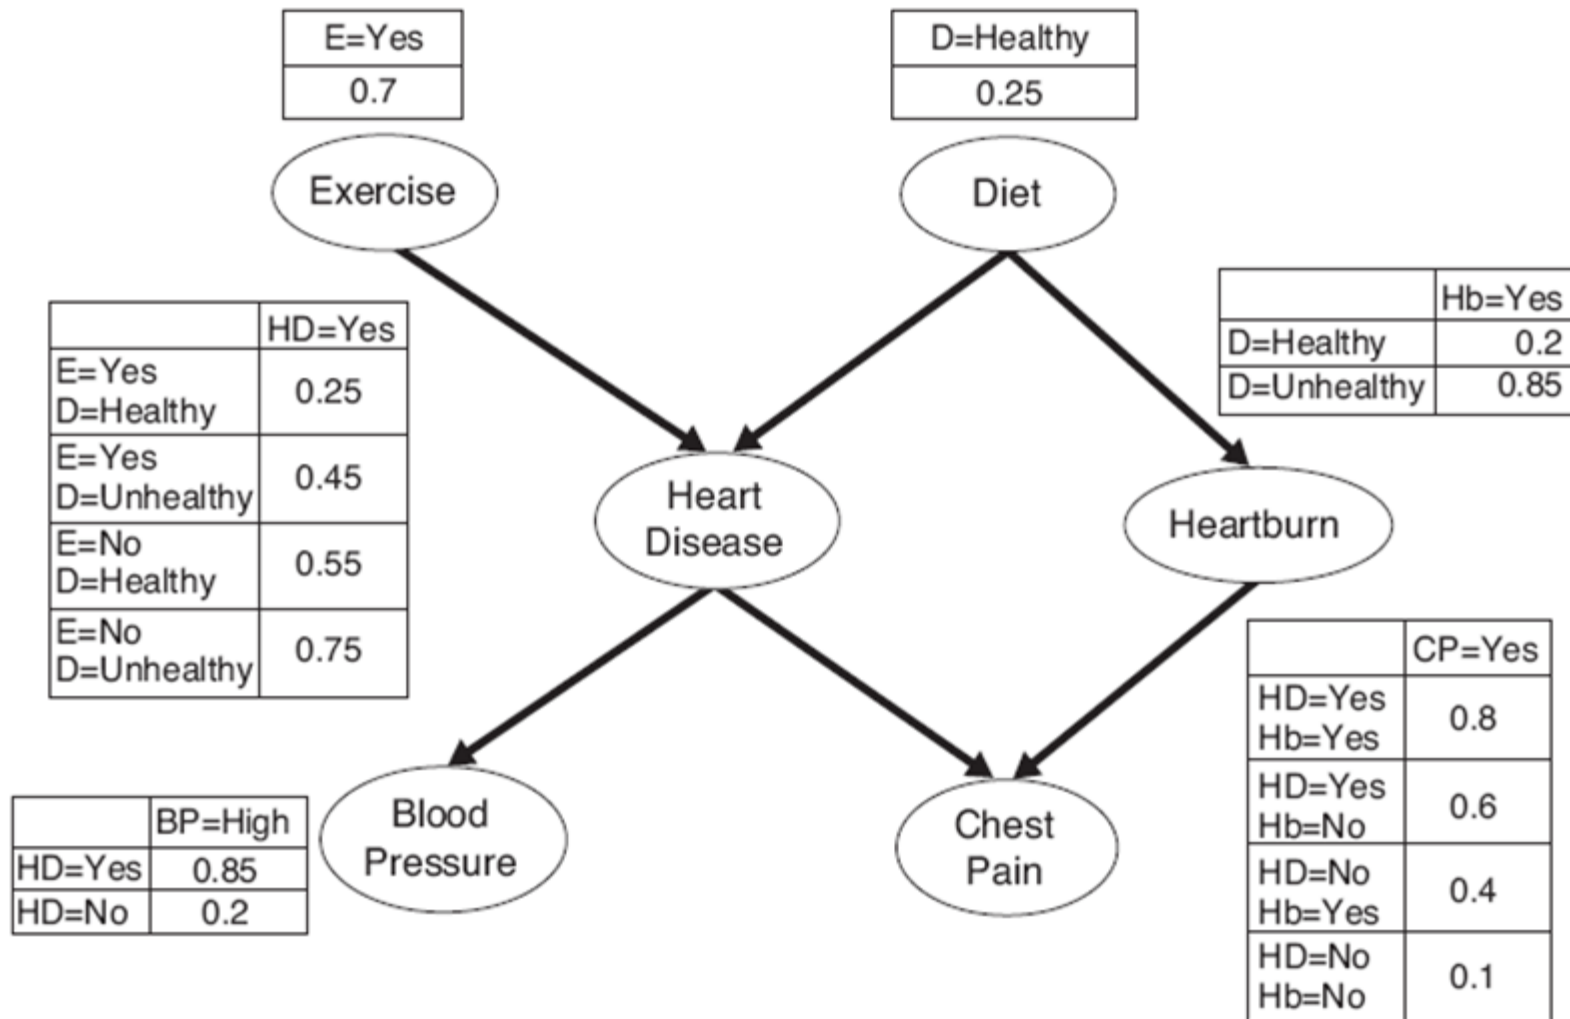 E=Yes
0.7
D=Healthy
0.25
Exercise
Diet
HD=Yes
E=Yes
D=Healthy
0.25
E=Yes
D=Unhealthy
0.45
E=No
D=Healthy
0.55
E=No
D=Unhealthy
0.75
Hb=Yes
D=Healthy 0.2
D=Unhealthy 0.85
Heart
Disease
Heartburn
BP=High
HD=Yes 0.85
HD=No 0.2
Blood
Pressure
Chest
Pain
CP=Yes
HD=Yes
Hb=Yes
0.8
HD=Yes
Hb=No
0.6
HD=No
Hb=Yes
0.4
HD=No
Hb=No
0.1